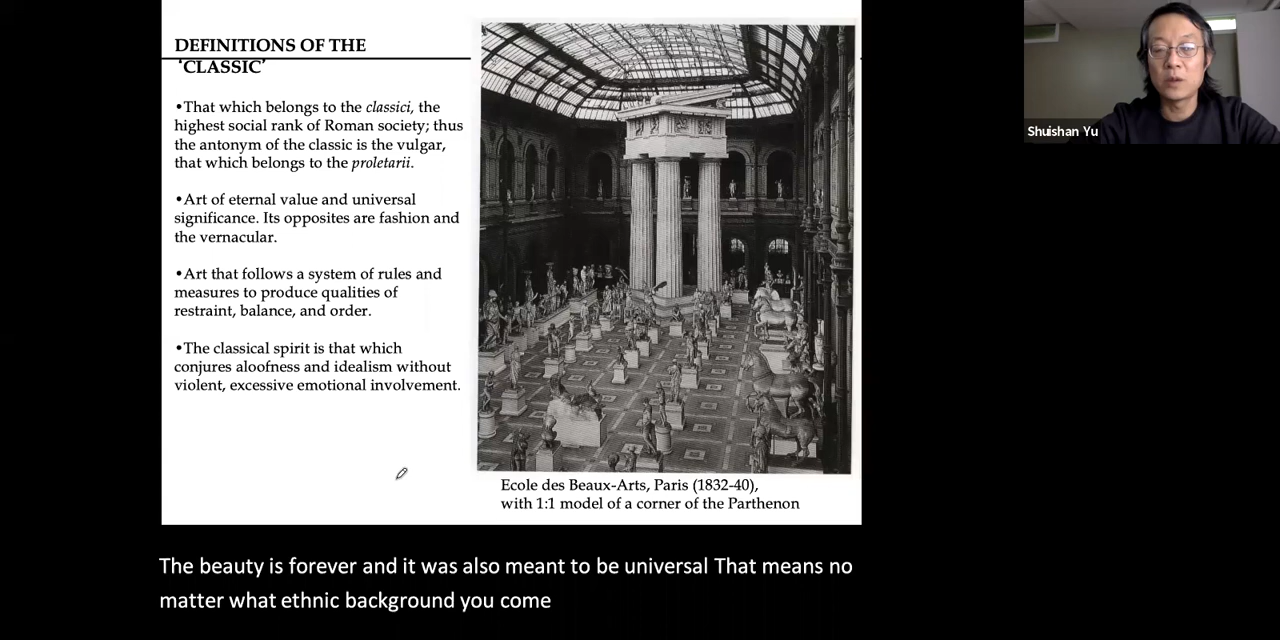 DEFINITIONS OF THE
‘CLASSIC’
•That which belongs to the classici, the
highest social rank of Roman society; thus
the antonym of the classic is the vulgar,
that which belongs to the proletarii.
•Art of eternal value and universal
significance. Its opposites are fashion and
the vernacular.
•Art that follows a system of rules and
measures to produce qualities of
restraint, balance, and order.
•The classical spirit is that which
conjures aloofness and idealism without
violent, excessive emotional involvement.
Ecole des Beaux-Arts, Paris (1832-40),
with 1:1 model of a corner of the Parthenon
Shuishan Yu
The beauty is forever and it was also meant to be universal That means no
matter what ethnic background you come